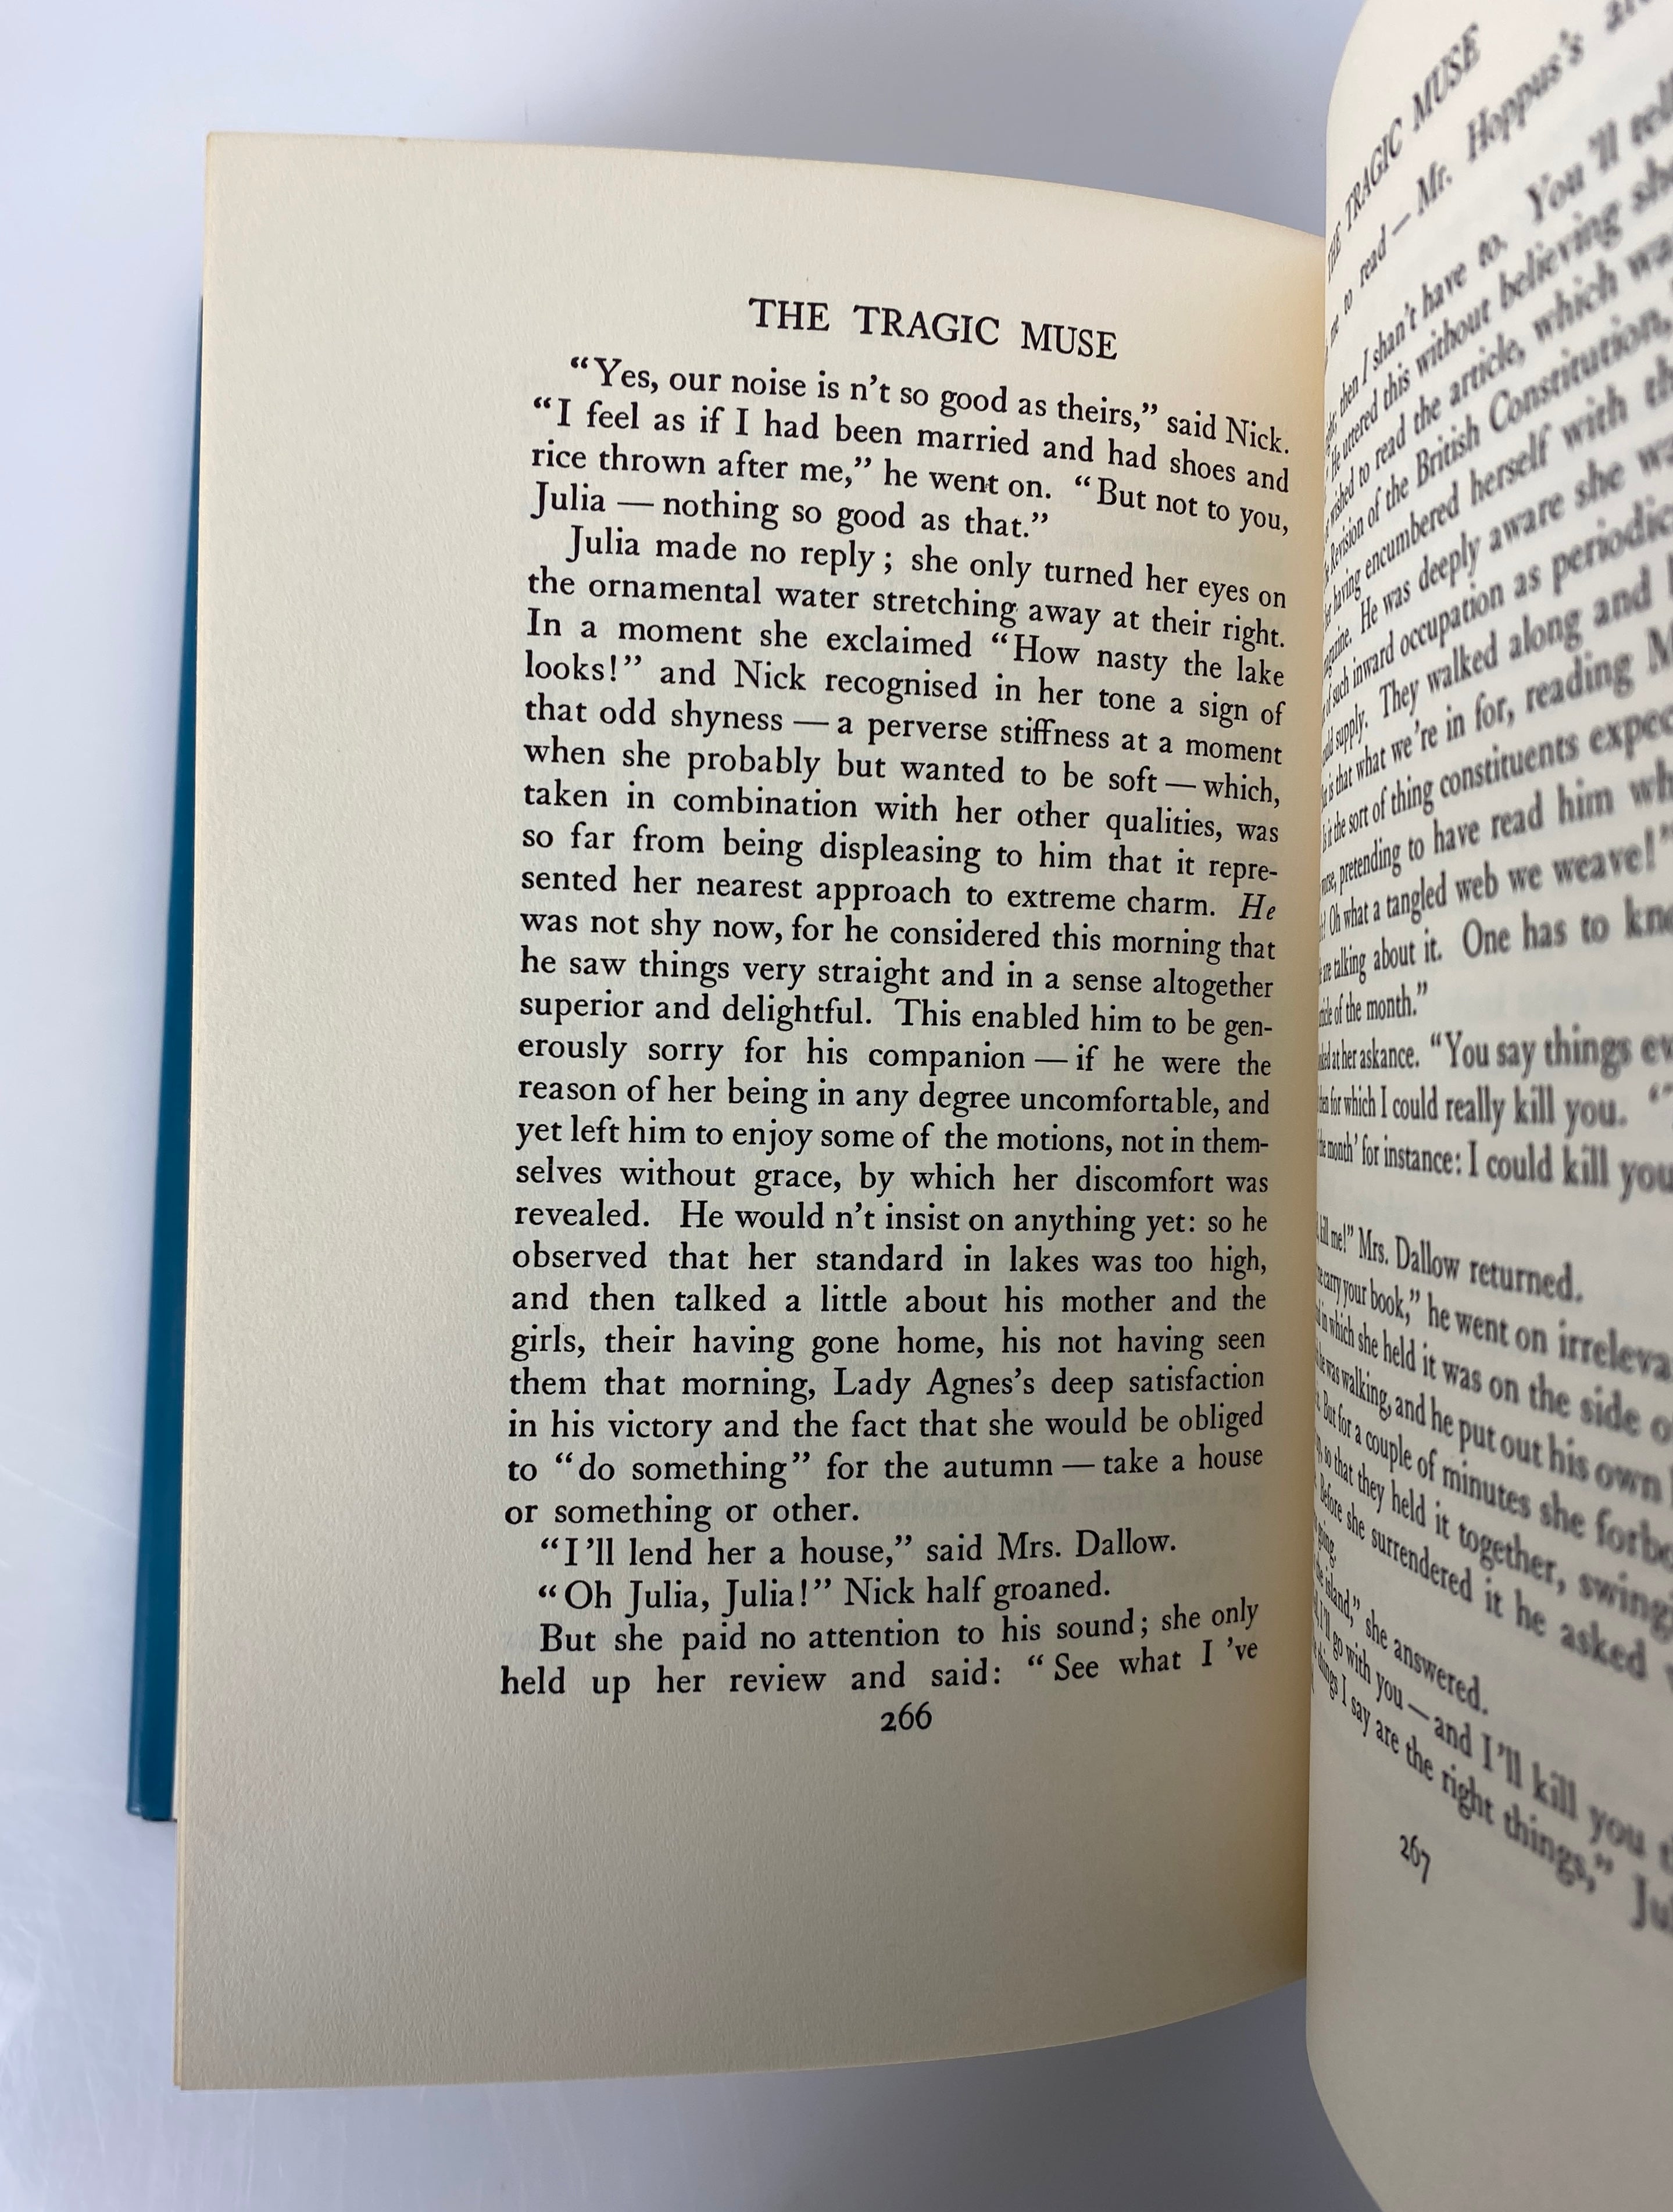 THE TRAGIC MUSE
“Yes, our noise is n’t so good as theirs,” said Nick.
“I feel as if I had been married and had shoes and
rice thrown after me,” he went on. “But not to you,
Julia — nothing so good as that.”
Julia made no reply; she only turned her eyes on
the ornamental water stretching away at their right.
In a moment she exclaimed “How nasty the lake
looks!” and Nick recognised in her tone a sign of
that odd shyness — a perverse stiffness at a moment
when she probably but wanted to be soft — which,
taken in combination with her other qualities, was
so far from being displeasing to him that it repre-
sented her nearest approach to extreme charm. He
was not shy now, for he considered this morning that
he saw things very straight and in a sense altogether
superior and delightful. This enabled him to be gen-
erously sorry for his companion — if he were the
reason of her being in any degree uncomfortable, and
yet left him to enjoy some of the motions, not in them-
selves without grace, by which her discomfort was
revealed. He would n’t insist on anything yet: so he
observed that her standard in lakes was too high,
and then talked a little about his mother and the
girls, their having gone home, his not having seen
them that morning, Lady Agnes’s deep satisfaction
in his victory and the fact that she would be obliged
to “do something” for the autumn — take a house
or something or other.
“I ’ll lend her a house,” said Mrs. Dallow.
“Oh Julia, Julia!” Nick half groaned.
But she paid no attention to his sound; she only
held up her review and said: “See what I ’ve
266
THE TRAGIC MUSE
me to read — Mr. Hoppus’s
then I shan’t have to. You ’ll tell
He uttered this without believing she
wished to read the article, which was
Revision of the British Constitution,
having encumbered herself with the
He was deeply aware she
of such inward occupation as
supply. They walked along and
is that what we’re in for, reading
the sort of thing constituents
pretending to have read him
Oh what a tangled web we weave!”
talking about it. One has to
of the month.”
at her askance. “You say things
for which I could really kill you.
month’ for instance: I could kill you
kill me!” Mrs. Dallow returned.
carry your book,” he went on
in which she held it was on the side
he was walking, and he put out his own
But for a couple of minutes she
so that they held it together,
Before she surrendered it he asked
going.
island,” she answered.
I’ll go with you — and I’ll kill you
things I say are the right things,”
267